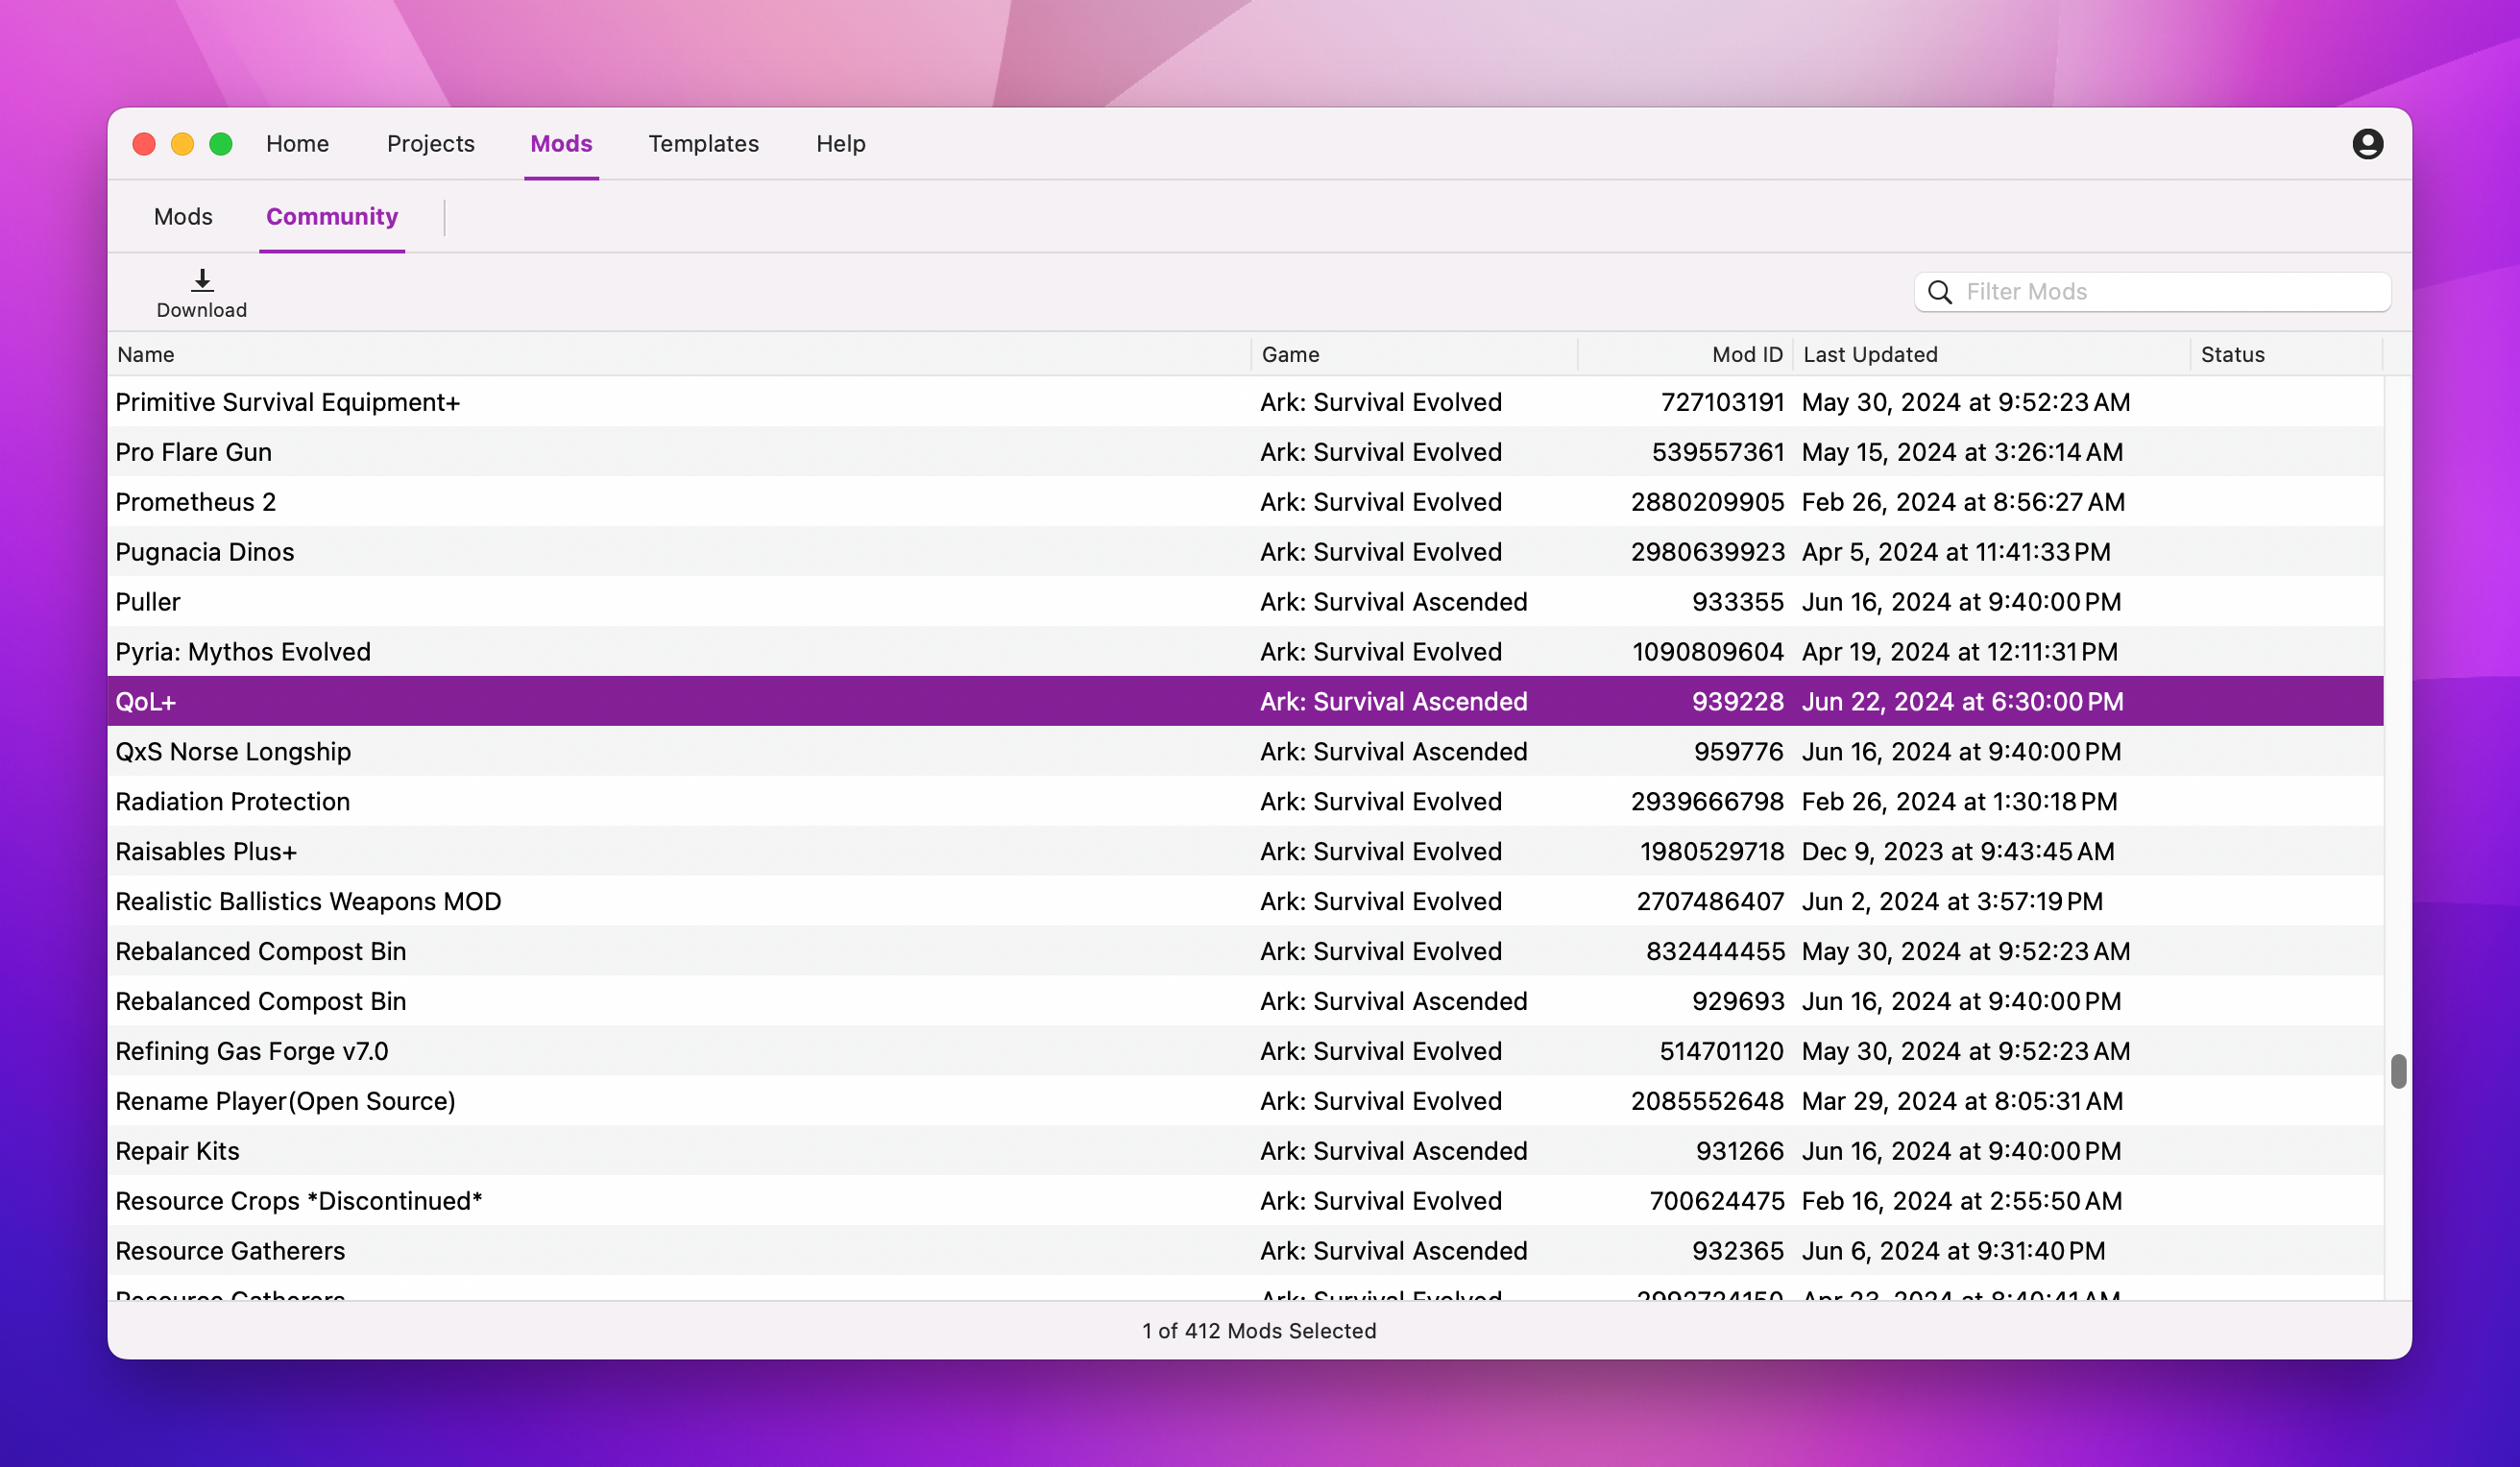 Home Projects Mods Templates Help
Mods Community
Download
Filter Mods
Name Game Mod ID Last Updated Status
Primitive Survival Equipment+ Ark: Survival Evolved 727103191 May 30, 2024 at 9:52:23 AM
Pro Flare Gun Ark: Survival Evolved 539557361 May 15, 2024 at 3:26:14 AM
Prometheus 2 Ark: Survival Evolved 2880209905 Feb 26, 2024 at 8:56:27 AM
Pugnacia Dinos Ark: Survival Evolved 2980639923 Apr 5, 2024 at 11:41:33 PM
Puller Ark: Survival Ascended 933355 Jun 16, 2024 at 9:40:00 PM
Pyria: Mythos Evolved Ark: Survival Evolved 1090809604 Apr 19, 2024 at 12:11:31 PM
QoL+ Ark: Survival Ascended 939228 Jun 22, 2024 at 6:30:00 PM
QxS Norse Longship Ark: Survival Ascended 959776 Jun 16, 2024 at 9:40:00 PM
Radiation Protection Ark: Survival Evolved 2939666798 Feb 26, 2024 at 1:30:18 PM
Raisables Plus+ Ark: Survival Evolved 1980529718 Dec 9, 2023 at 9:43:45 AM
Realistic Ballistics Weapons MOD Ark: Survival Evolved 2707486407 Jun 2, 2024 at 3:57:19 PM
Rebalanced Compost Bin Ark: Survival Evolved 832444455 May 30, 2024 at 9:52:23 AM
Rebalanced Compost Bin Ark: Survival Ascended 929693 Jun 16, 2024 at 9:40:00 PM
Refining Gas Forge v7.0 Ark: Survival Evolved 514701120 May 30, 2024 at 9:52:23 AM
Rename Player(Open Source) Ark: Survival Evolved 2085552648 Mar 29, 2024 at 8:05:31 AM
Repair Kits Ark: Survival Ascended 931266 Jun 16, 2024 at 9:40:00 PM
Resource Crops *Discontinued* Ark: Survival Evolved 700624475 Feb 16, 2024 at 2:55:50 AM
Resource Gatherers Ark: Survival Ascended 932365 Jun 6, 2024 at 9:31:40 PM
Resource Gatherers Ark: Survival Evolved 2992724150 Apr 23, 2024 at 8:40:41 AM
1 of 412 Mods Selected